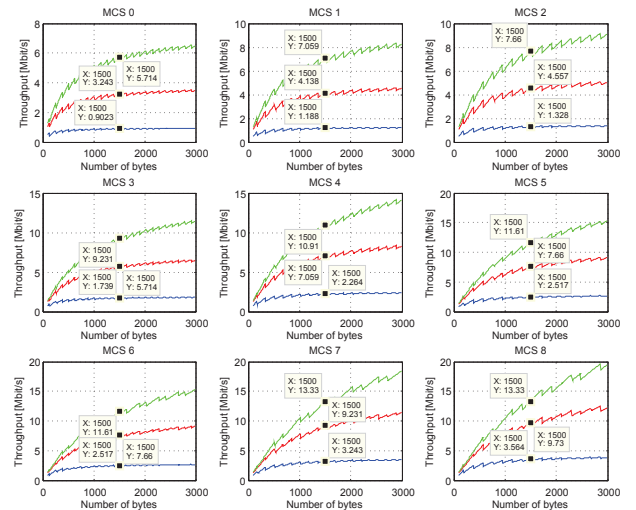 MCS 0
MCS 1
MCS 2
Throughput [Mbit/s]
8
6
4
2
0
X: 1500
Y: 3.243
X: 1500
Y: 5.714
X: 1500
Y: 0.9023
0 1000 2000 3000
Number of bytes
Throughput [Mbit/s]
10
8
6
4
2
0
X: 1500
Y: 7.059
X: 1500
Y: 4.138
X: 1500
Y: 1.188
0 1000 2000 3000
Number of bytes
Throughput [Mbit/s]
10
8
6
4
2
0
X: 1500
Y: 7.66
X: 1500
Y: 4.557
X: 1500
Y: 1.328
0 1000 2000 3000
Number of bytes
MCS 3
MCS 4
MCS 5
Throughput [Mbit/s]
15
10
5
0
X: 1500
Y: 9.231
X: 1500
Y: 1.739
X: 1500
Y: 5.714
0 1000 2000 3000
Number of bytes
Throughput [Mbit/s]
15
10
5
0
X: 1500
Y: 10.91
X: 1500
Y: 7.059
X: 1500
Y: 2.264
0 1000 2000 3000
Number of bytes
Throughput [Mbit/s]
20
15
10
5
0
X: 1500
Y: 11.61
X: 1500
Y: 7.66
X: 1500
Y: 2.517
0 1000 2000 3000
Number of bytes
MCS 6
MCS 7
MCS 8
Throughput [Mbit/s]
20
15
10
5
0
X: 1500
Y: 11.61
X: 1500
Y: 2.517
X: 1500
Y: 7.66
0 1000 2000 3000
Number of bytes
Throughput [Mbit/s]
20
15
10
5
0
X: 1500
Y: 13.33
X: 1500
Y: 9.231
X: 1500
Y: 3.243
0 1000 2000 3000
Number of bytes
Throughput [Mbit/s]
20
15
10
5
0
X: 1500
Y: 13.33
X: 1500
Y: 3.564
X: 1500
Y: 9.73
0 1000 2000 3000
Number of bytes